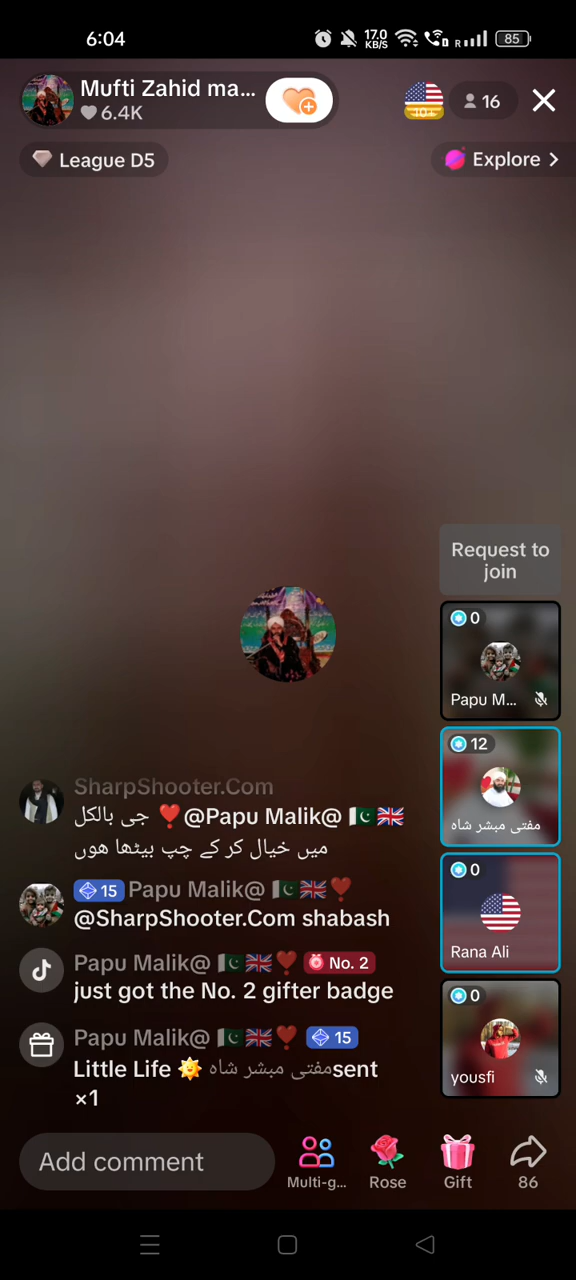 6:04
17.0
KB/S
R
85
Mufti Zahid ma...
6.4K
16
League D5
Explore >
Request to
join
0
Papu M...
12
مفتی مبشر شاہ
0
Rana Ali
0
yousfi
SharpShooter.Com
جی بالکل ❤️@Papu Malik@ 🇵🇰🇬🇧
میں خیال کر کے چپ بیٹھا ھوں
15 Papu Malik@ 🇵🇰🇬🇧❤️
@SharpShooter.Com shabash
Papu Malik@ 🇵🇰🇬🇧❤️ No. 2
just got the No. 2 gifter badge
Papu Malik@ 🇵🇰🇬🇧❤️ 15
Little Life 🌞 مفتی مبشر شاہsent
×1
Add comment
Multi-g...
Rose
Gift
86